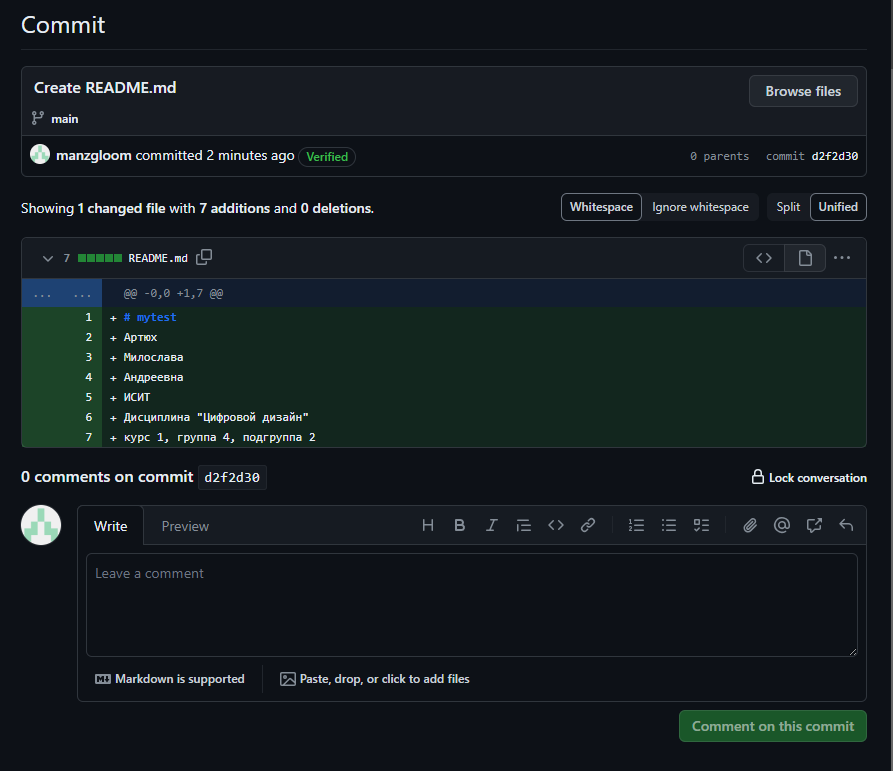 Commit
Create README.md
Browse files
main
manzgloom committed 2 minutes ago Verified
0 parents commit d2f2d30
Showing 1 changed file with 7 additions and 0 deletions.
Whitespace Ignore whitespace Split Unified
7 README.md
... ... @@ -0,0 +1,7 @@
1 + # mytest
2 + Артюх
3 + Милослава
4 + Андреевна
5 + ИСИТ
6 + Дисциплина "Цифровой дизайн"
7 + курс 1, группа 4, подгруппа 2
0 comments on commit d2f2d30
Lock conversation
Write Preview
Leave a comment
Markdown is supported
Paste, drop, or click to add files
Comment on this commit